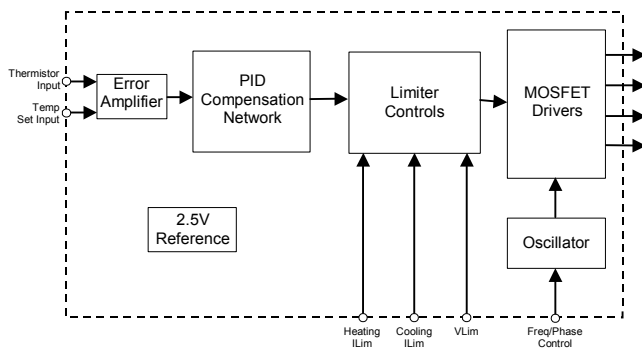 Thermistor
Input
Temp
Set Input
Error
Amplifier
PID
Compensation
Network
Limiter
Controls
MOSFET
Drivers
2.5V
Reference
Oscillator
Heating
ILim
Cooling
ILim
VLim
Freq/Phase
Control